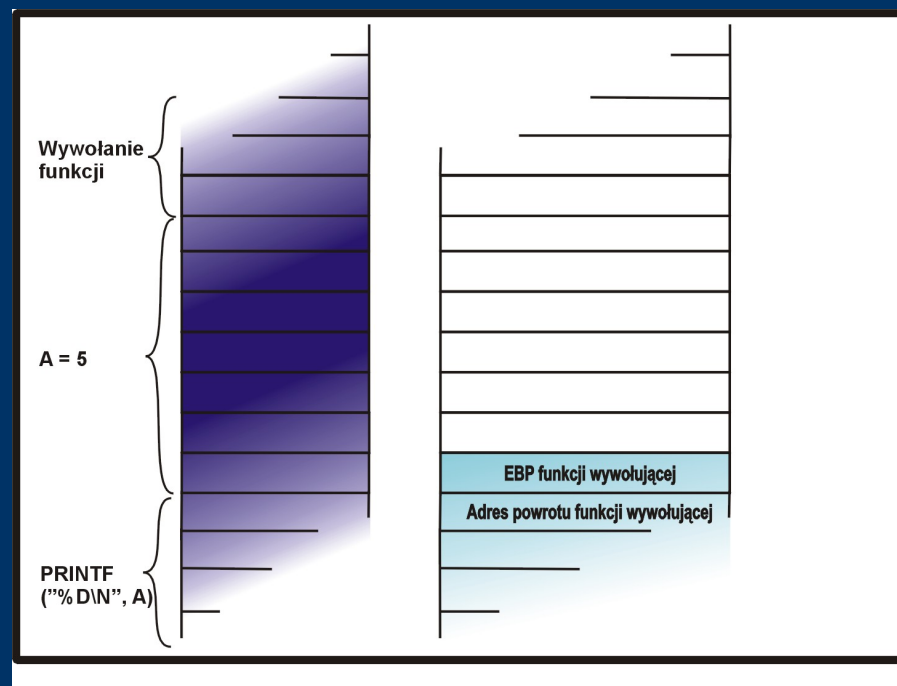 Wywołanie
funkcji
A = 5
EBP funkcji wywołującej
Adres powrotu funkcji wywołującej
PRINTF
(”%D\N”, A)